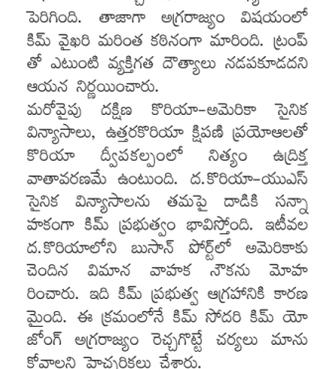 పెరిగింది. తాజాగా అగ్రరాజ్యం విషయంలో
కిమ్ వైఖరి మరింత కఠినంగా మారింది. ట్రంప్
తో ఎటువంటి వ్యక్తిగత దౌత్యాలు నడపకూడదని
ఆయన నిర్ణయించారు.
మరోవైపు దక్షిణ కొరియా-అమెరికా సైనిక
విన్యాసాలు, ఉత్తరకొరియా క్షిపణి ప్రయోగలతో
కొరియా ద్వీపకల్పంలో నిత్యం ఉద్రిక్త
వాతావరణమే ఉంటుంది. ద.కొరియా-యుఎస్
సైనిక విన్యాసాలను తమపై దాడికి సన్నా
హకంగా కిమ్ ప్రభుత్వం భావిస్తోంది. ఇటీవల
ద.కొరియాలోని బుసాన్ పోర్ట్‌లో అమెరికాకు
చెందిన విమాన వాహక నౌకను మోహ
రించారు. ఇది కిమ్ ప్రభుత్వ ఆగ్రహానికి కారణ
మైంది. ఈ క్రమంలోనే కిమ్ సోదరి కిమ్ యో
జోంగ్ అగ్రరాజ్యం రెచ్చగొట్టే చర్యలు మాను
కోవాలని హెచ్చరికలు చేశారు.